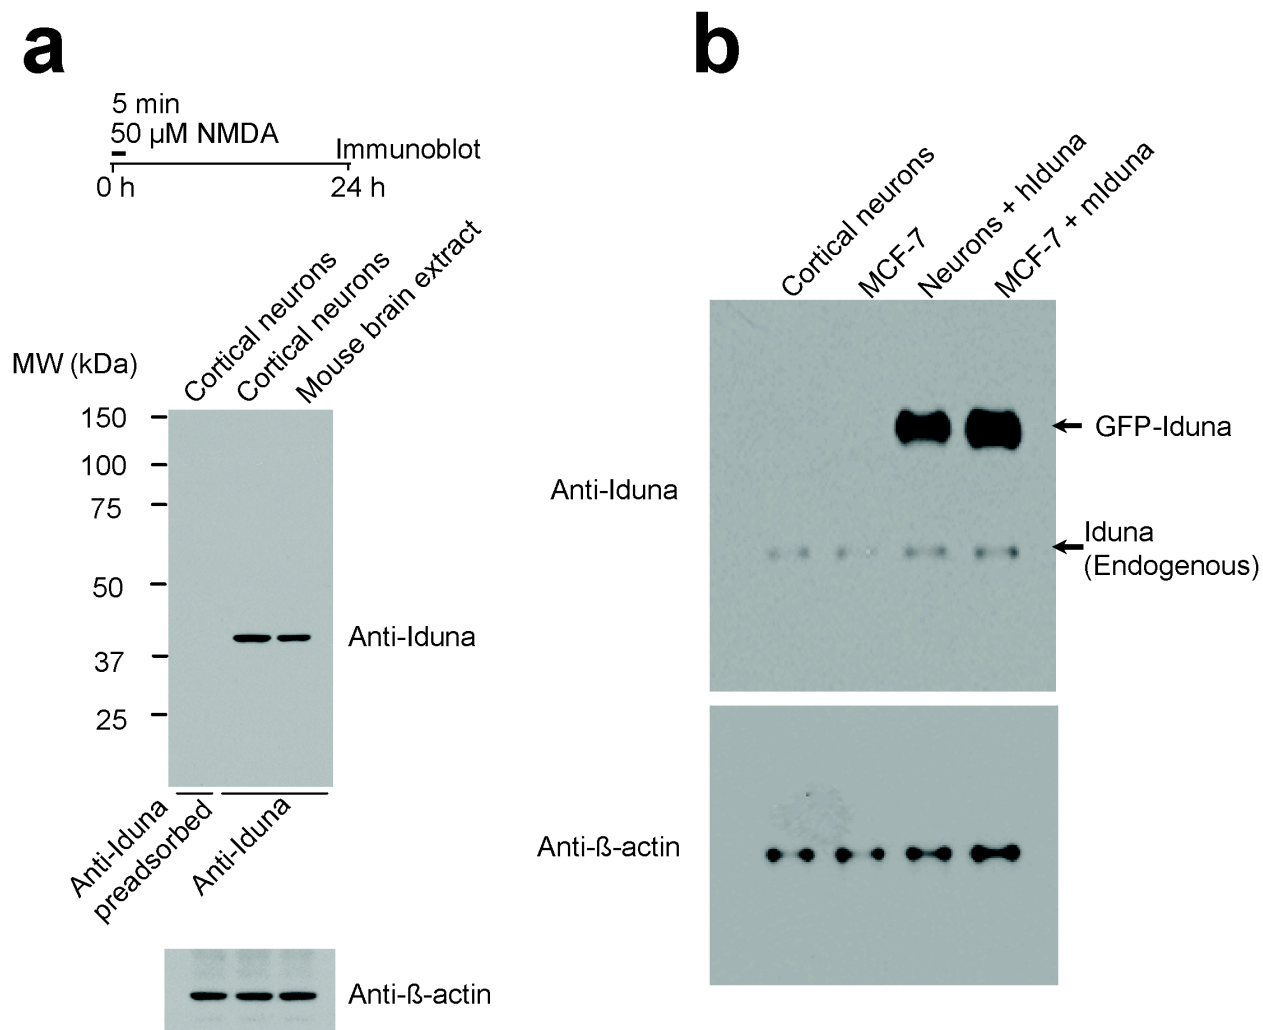 a
5 min
50 µM NMDA
Immunoblot
0 h
24 h
Cortical neurons
Cortical neurons
Mouse brain extract
MW (kDa)
150
100
75
50
37
25
Anti-Iduna
Anti-Iduna
preadsorbed
Anti-Iduna
Anti-ß-actin
b
Cortical neurons
MCF-7
Neurons + hIduna
MCF-7 + mIduna
GFP-Iduna
Anti-Iduna
Iduna
(Endogenous)
Anti-ß-actin